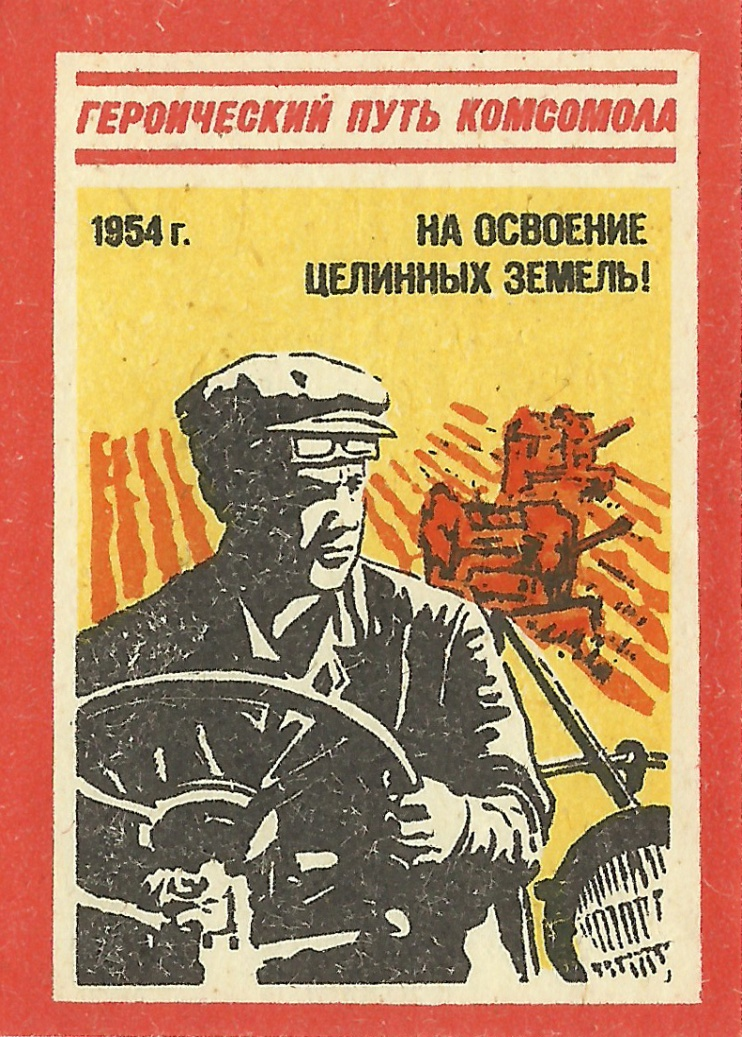 ГЕРОИЧЕСКИЙ ПУТЬ КОМСОМОЛА
1954 г.
НА ОСВОЕНИЕ
ЦЕЛИННЫХ ЗЕМЕЛЬ!